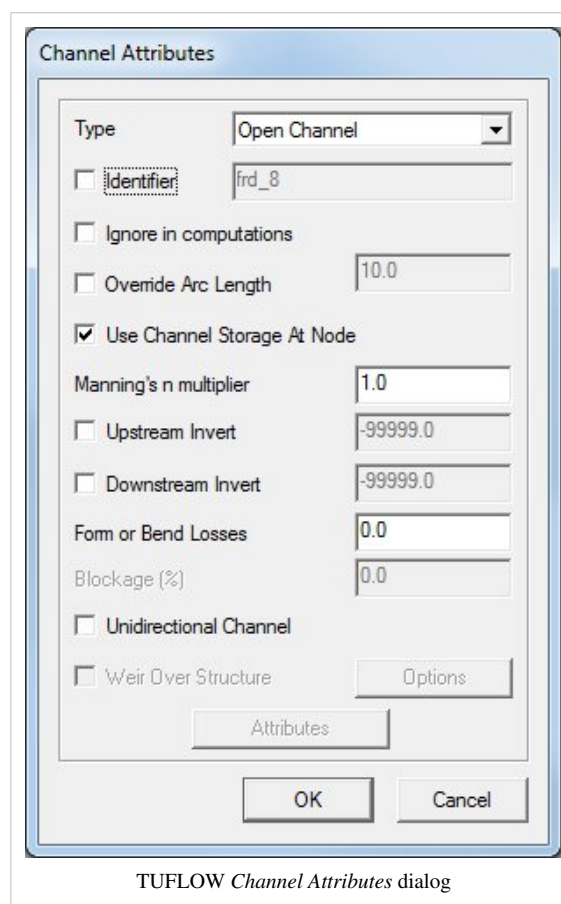 Channel Attributes
Type Open Channel
Identifier frd_8
Ignore in computations
Override Arc Length 10.0
Use Channel Storage At Node
Manning's n multiplier 1.0
Upstream Invert -99999.0
Downstream Invert -99999.0
Form or Bend Losses 0.0
Blockage (%) 0.0
Unidirectional Channel
Weir Over Structure Options
Attributes
OK Cancel
TUFLOW Channel Attributes dialog